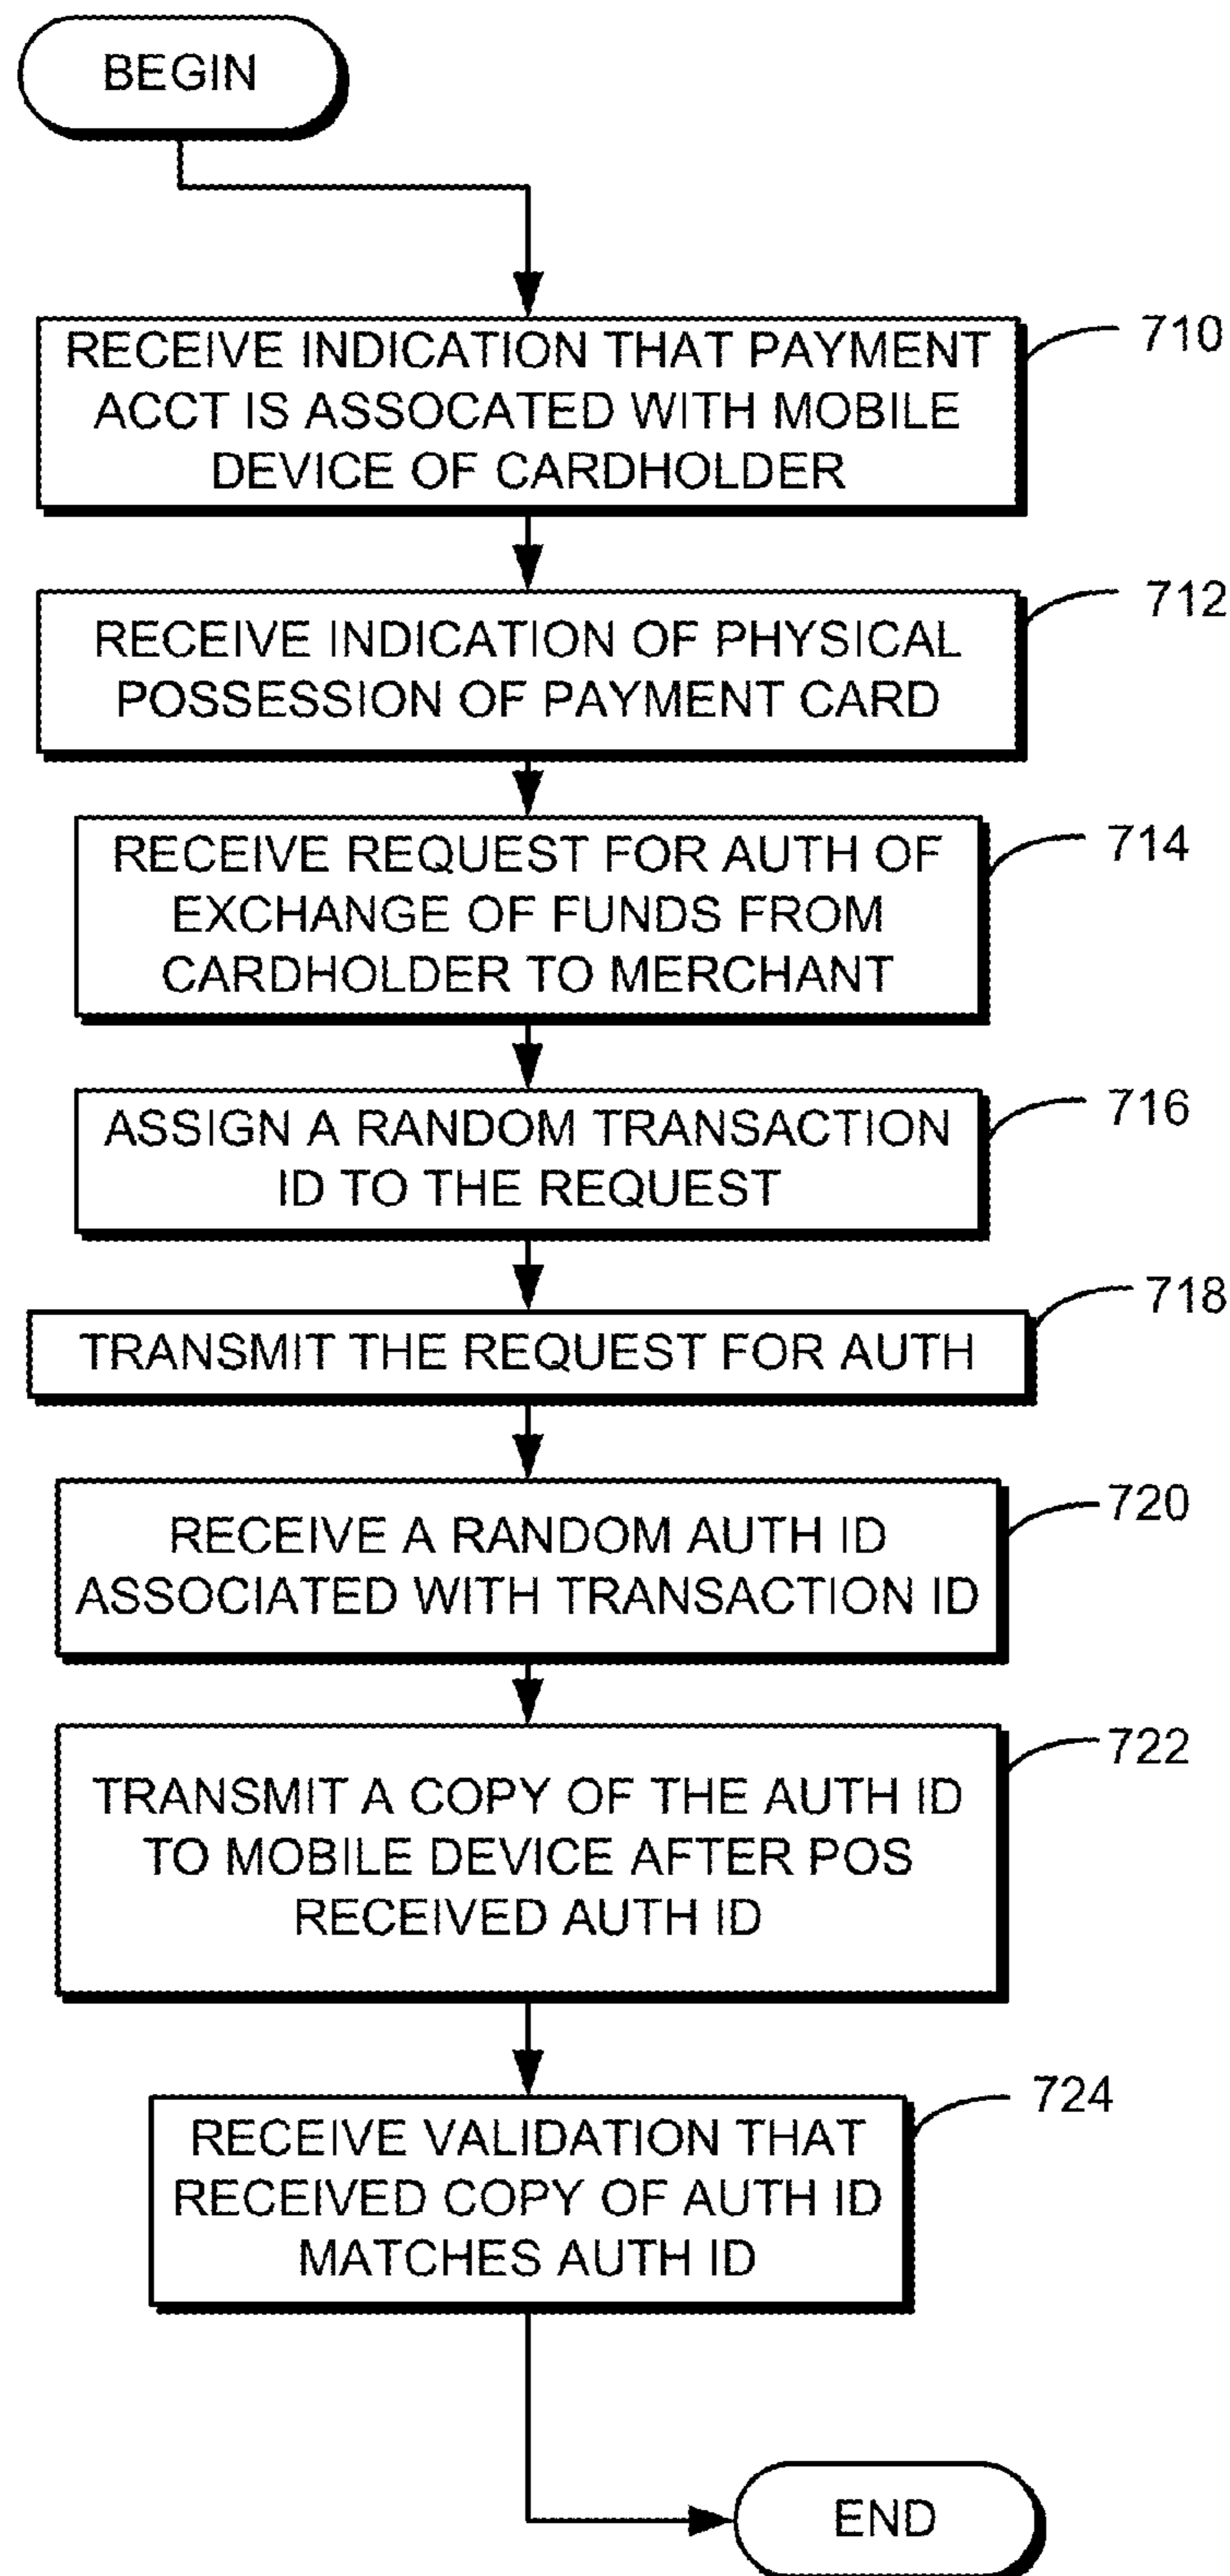 BEGIN
RECEIVE INDICATION THAT PAYMENT
ACCT IS ASSOCATED WITH MOBILE
DEVICE OF CARDHOLDER
710
RECEIVE INDICATION OF PHYSICAL
POSSESSION OF PAYMENT CARD
712
RECEIVE REQUEST FOR AUTH OF
EXCHANGE OF FUNDS FROM
CARDHOLDER TO MERCHANT
714
ASSIGN A RANDOM TRANSACTION
ID TO THE REQUEST
716
TRANSMIT THE REQUEST FOR AUTH
718
RECEIVE A RANDOM AUTH ID
ASSOCIATED WITH TRANSACTION ID
720
TRANSMIT A COPY OF THE AUTH ID
TO MOBILE DEVICE AFTER POS
RECEIVED AUTH ID
722
RECEIVE VALIDATION THAT
RECEIVED COPY OF AUTH ID
MATCHES AUTH ID
724
END